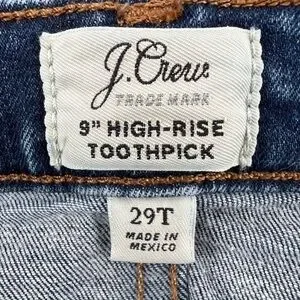 J.Crew
TRADE MARK
9" HIGH-RISE
TOOTHPICK
29T
MADE IN
MEXICO